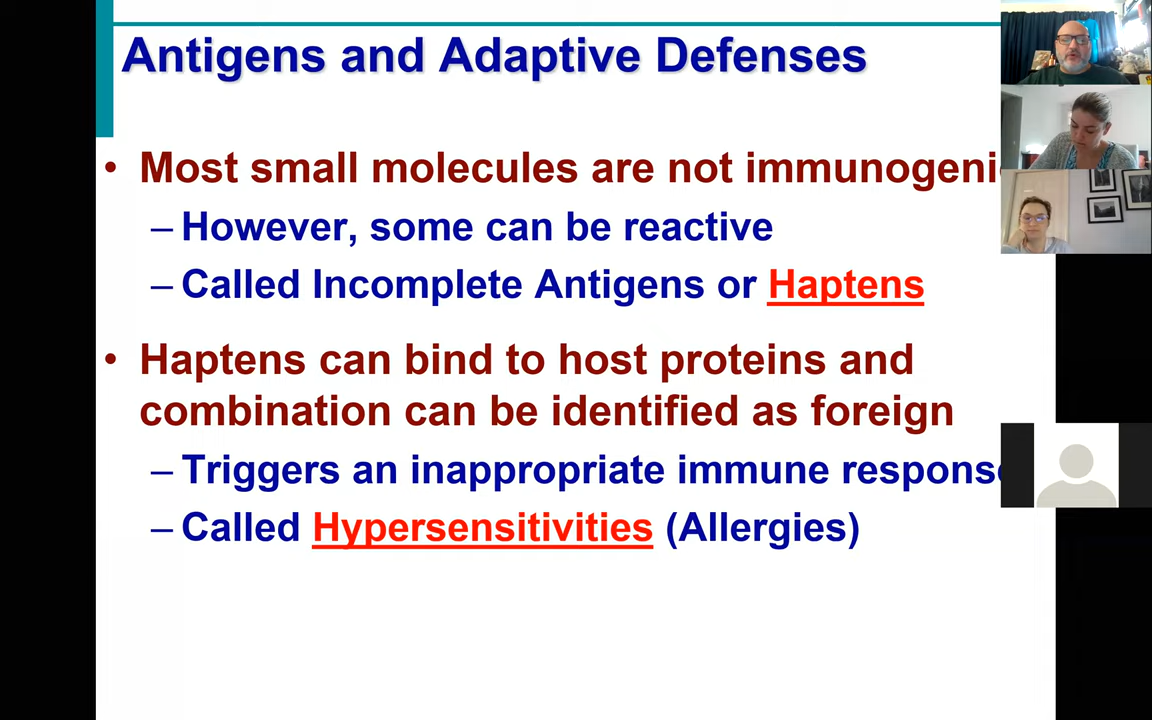 Antigens and Adaptive Defenses
• Most small molecules are not immunogeni
– However, some can be reactive
– Called Incomplete Antigens or Haptens
• Haptens can bind to host proteins and
combination can be identified as foreign
– Triggers an inappropriate immune respons
– Called Hypersensitivities (Allergies)